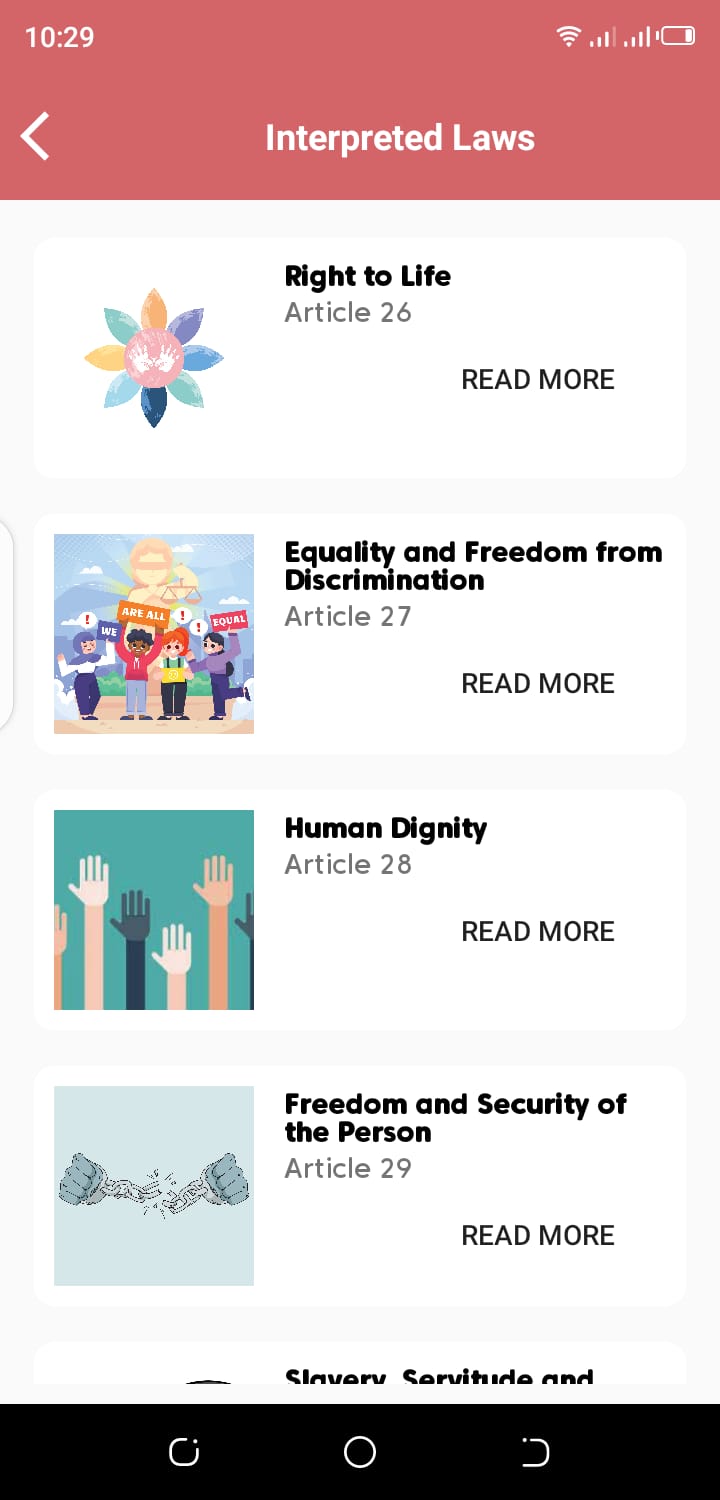 10:29
Interpreted Laws
Right to Life
Article 26
READ MORE
Equality and Freedom from
Discrimination
Article 27
READ MORE
WE
ARE ALL
EQUAL
Human Dignity
Article 28
READ MORE
Freedom and Security of
the Person
Article 29
READ MORE
Slavery, Servitude and